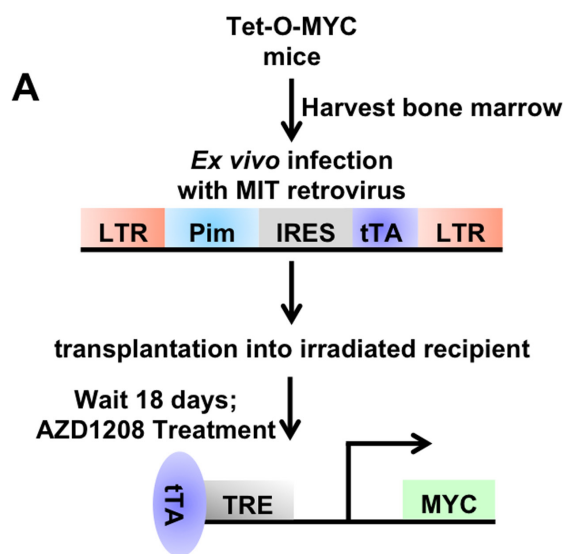 Tet-O-MYC
mice
A
Harvest bone marrow
Ex vivo infection
with MIT retrovirus
LTR Pim IRES tTA LTR
transplantation into irradiated recipient
Wait 18 days;
AZD1208 Treatment
tTA TRE MYC